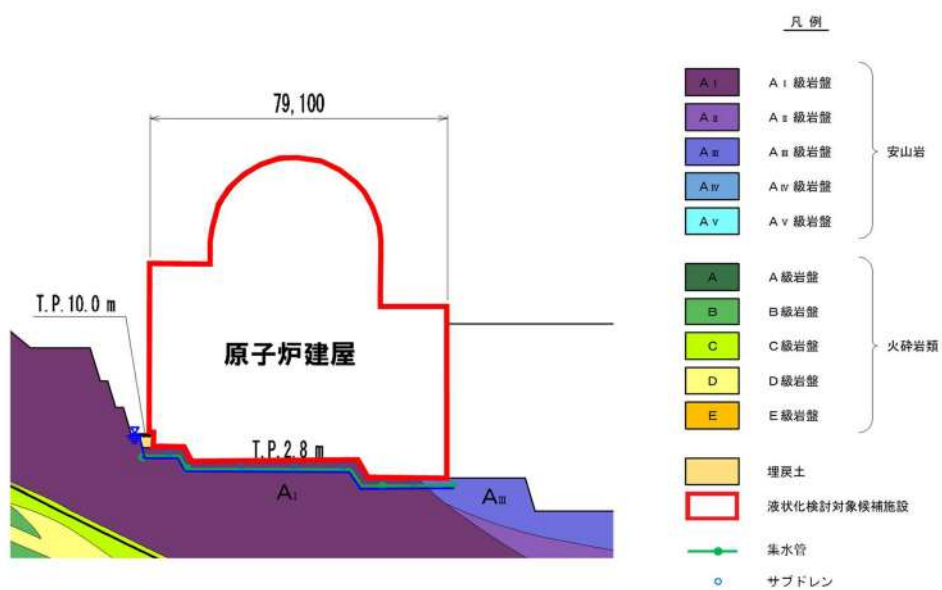 79,100
T.P.10.0 m
原子炉建屋
T.P.2.8 m
AⅠ
AⅢ
凡例
AⅠ AⅠ級岩盤
AⅡ AⅡ級岩盤
AⅢ AⅢ級岩盤
AⅣ AⅣ級岩盤
AⅤ AⅤ級岩盤
安山岩
A A級岩盤
B B級岩盤
C C級岩盤
D D級岩盤
E E級岩盤
火砕岩類
埋戻土
液状化検討対象候補施設
集水管
サブドレン